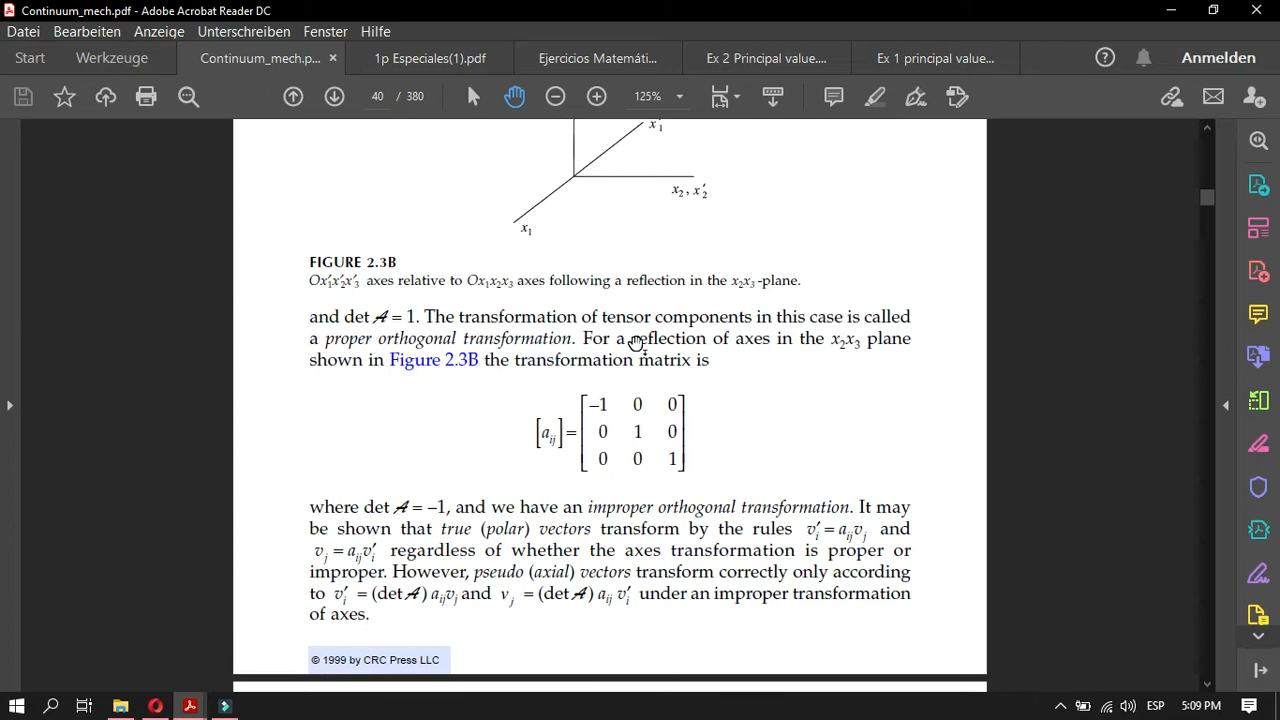 Continuum_mech.pdf - Adobe Acrobat Reader DC
Datei Bearbeiten Anzeige Unterschreiben Fenster Hilfe
Start Werkzeuge Continuum_mech.p... × 1p Especiales(1).pdf Ejercicios Matemáti... Ex 2 Principal value.... Ex 1 principal value... Anmelden
40 / 380 125%
x′1
x2, x′2
x1
FIGURE 2.3B
Ox′1x′2x′3 axes relative to Ox1x2x3 axes following a reflection in the x2x3-plane.
and det 𝒜 = 1. The transformation of tensor components in this case is called
a proper orthogonal transformation. For a reflection of axes in the x2x3 plane
shown in Figure 2.3B the transformation matrix is
−1 0 0
[aij] = 0 1 0
0 0 1
where det 𝒜 = –1, and we have an improper orthogonal transformation. It may
be shown that true (polar) vectors transform by the rules v′i = aijvj and
vj = aijv′i regardless of whether the axes transformation is proper or
improper. However, pseudo (axial) vectors transform correctly only according
to v′i = (det 𝒜) aijvj and vj = (det 𝒜) aij v′i under an improper transformation
of axes.
© 1999 by CRC Press LLC
ESP 5:09 PM